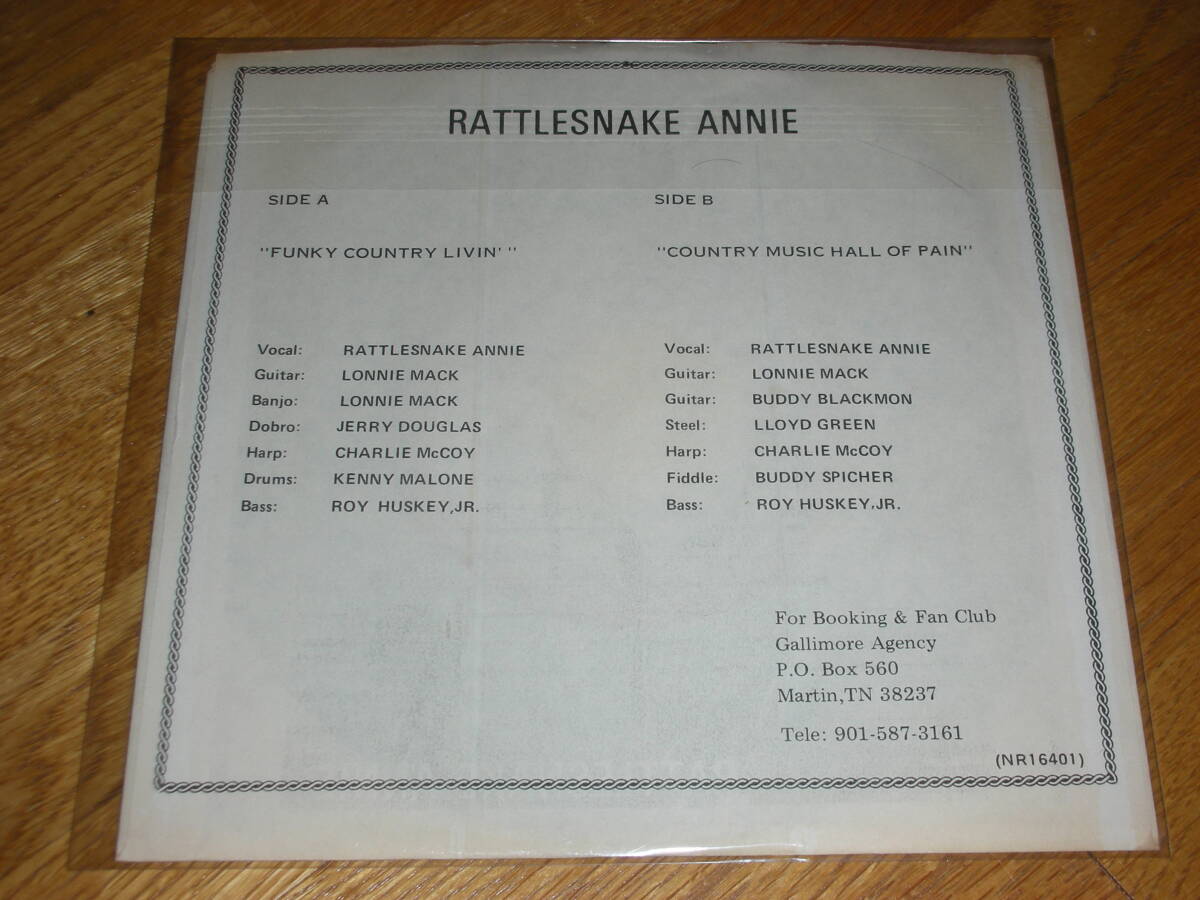 RATTLESNAKE ANNIE
SIDE A
"FUNKY COUNTRY LIVIN' "
Vocal: RATTLESNAKE ANNIE
Guitar: LONNIE MACK
Banjo: LONNIE MACK
Dobro: JERRY DOUGLAS
Harp: CHARLIE McCOY
Drums: KENNY MALONE
Bass: ROY HUSKEY,JR.
SIDE B
"COUNTRY MUSIC HALL OF PAIN"
Vocal: RATTLESNAKE ANNIE
Guitar: LONNIE MACK
Guitar: BUDDY BLACKMON
Steel: LLOYD GREEN
Harp: CHARLIE McCOY
Fiddle: BUDDY SPICHER
Bass: ROY HUSKEY,JR.
For Booking & Fan Club
Gallimore Agency
P.O. Box 560
Martin,TN 38237
Tele: 901-587-3161
(NR16401)